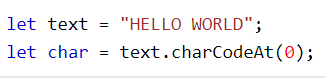 let text = "HELLO WORLD";
let char = text.charCodeAt(0);